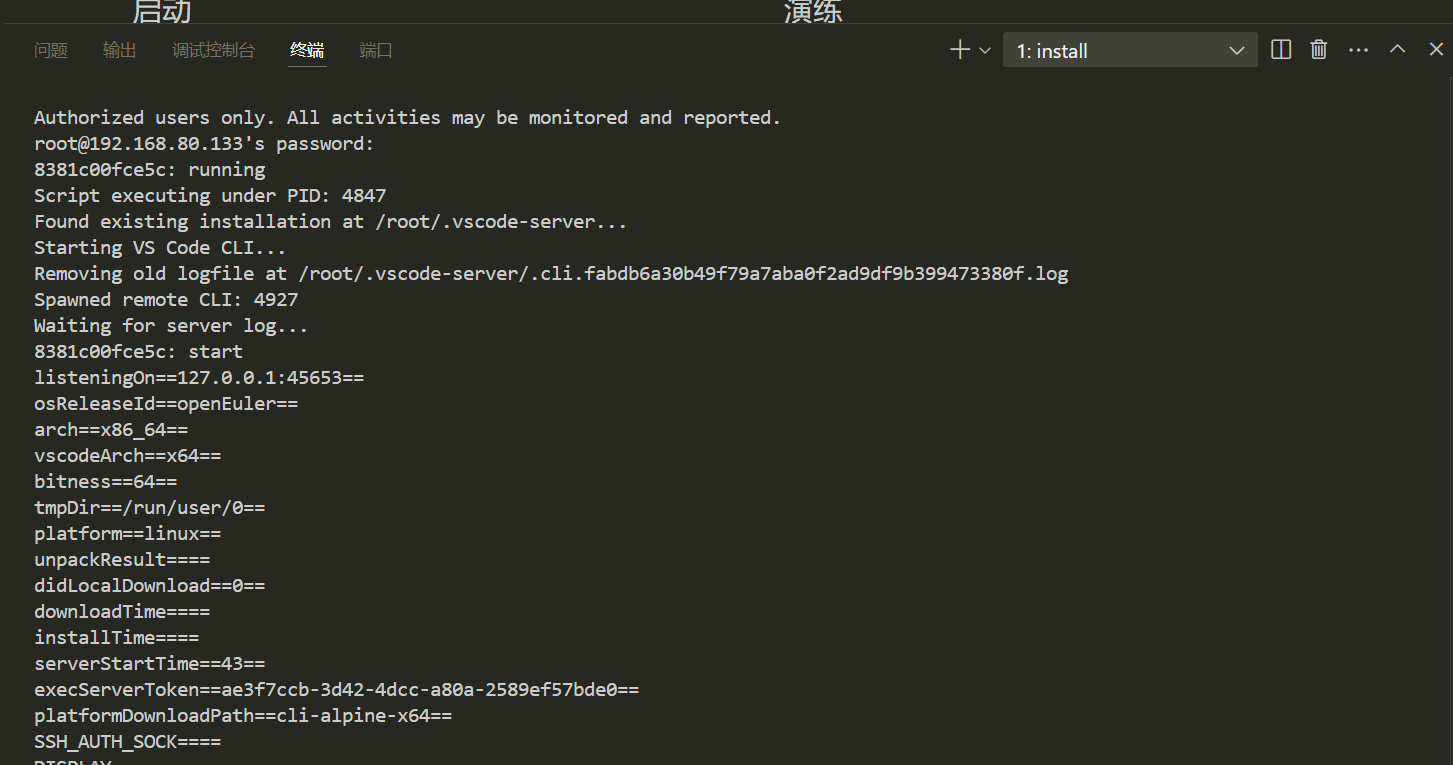 启动 演练
问题 输出 调试控制台 终端 端口 1: install
Authorized users only. All activities may be monitored and reported.
root@192.168.80.133's password:
8381c00fce5c: running
Script executing under PID: 4847
Found existing installation at /root/.vscode-server...
Starting VS Code CLI...
Removing old logfile at /root/.vscode-server/.cli.fabdb6a30b49f79a7aba0f2ad9df9b399473380f.log
Spawned remote CLI: 4927
Waiting for server log...
8381c00fce5c: start
listeningOn==127.0.0.1:45653==
osReleaseId==openEuler==
arch==x86_64==
vscodeArch==x64==
bitness==64==
tmpDir==/run/user/0==
platform==linux==
unpackResult====
didLocalDownload==0==
downloadTime====
installTime====
serverStartTime==43==
execServerToken==ae3f7ccb-3d42-4dcc-a80a-2589ef57bde0==
platformDownloadPath==cli-alpine-x64==
SSH_AUTH_SOCK====
DISPLAY